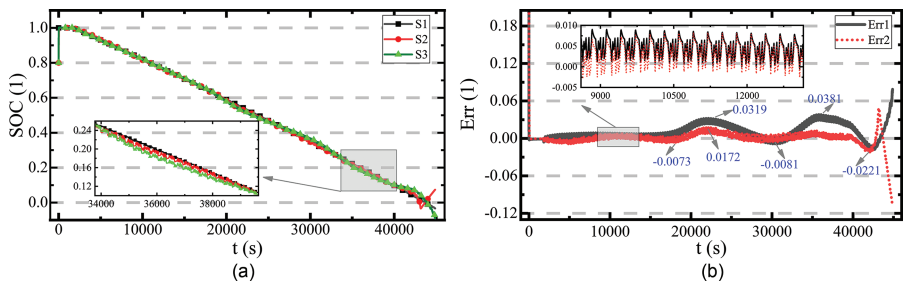 (a)
1.0
0.8
0.6
0.4
0.2
0.0
SOC (1)
S1
S2
S3
0.24
0.20
0.16
0.12
34000 36000 38000
0 10000 20000 30000 40000
t (s)
(a)
(b)
0.18
0.12
0.06
0.00
-0.06
-0.12
Err (1)
0.010
0.005
0.000
-0.005
9000 10000 11000 12000
Err1
Err2
0.0319
0.0381
-0.0073
0.0172
-0.0081
-0.0221
0 10000 20000 30000 40000
t (s)
(b)